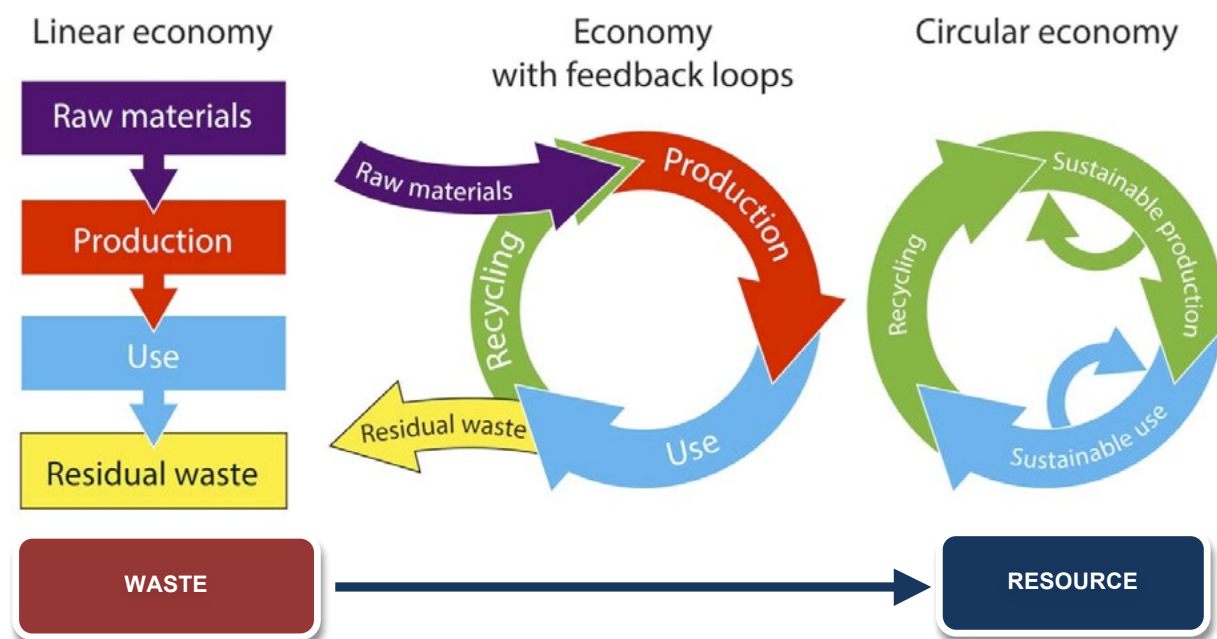 Linear economy
Raw materials
Production
Use
Residual waste
Economy
with feedback loops
Raw materials
Production
Use
Recycling
Residual waste
Circular economy
Sustainable production
Sustainable use
Recycling
WASTE
RESOURCE